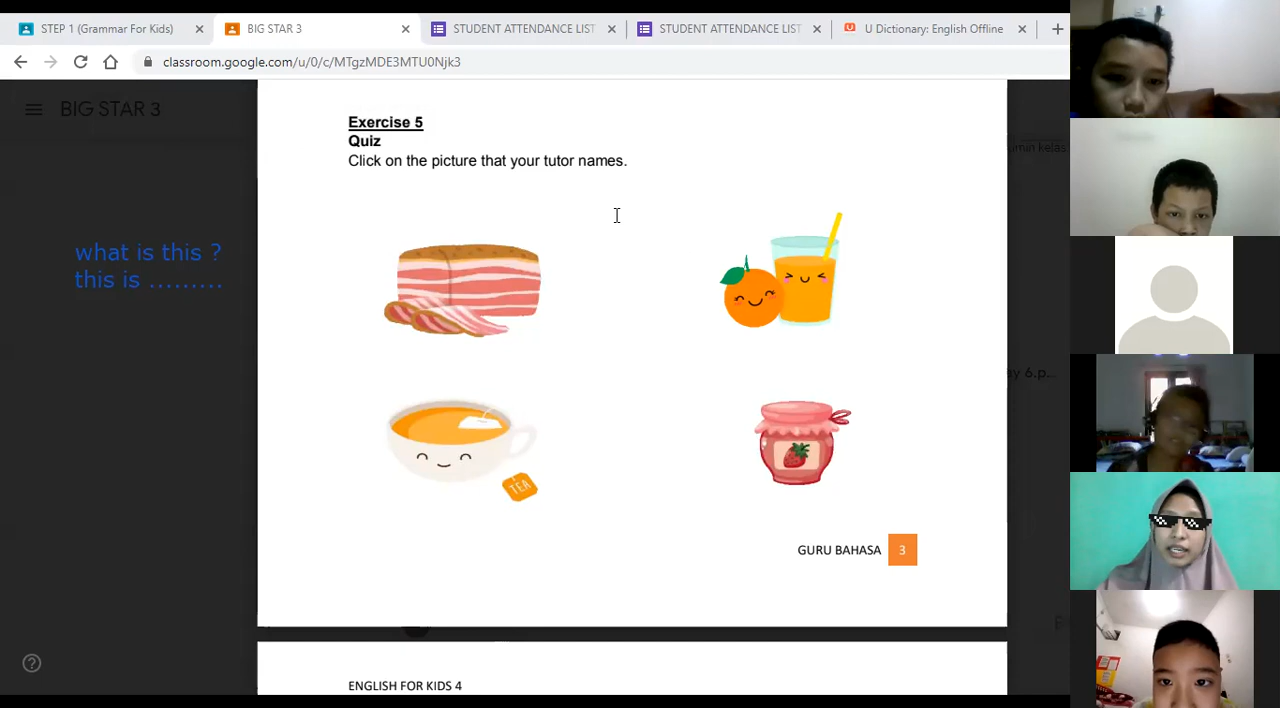 STEP 1 (Grammar For Kids)
BIG STAR 3
STUDENT ATTENDANCE LIST
STUDENT ATTENDANCE LIST
U Dictionary: English Offline
classroom.google.com/u/0/c/MTgzMDE3MTU0Njk3
BIG STAR 3
Exercise 5
Quiz
Click on the picture that your tutor names.
kelas
what is this ?
this is .........
TEA
GURU BAHASA 3
ENGLISH FOR KIDS 4